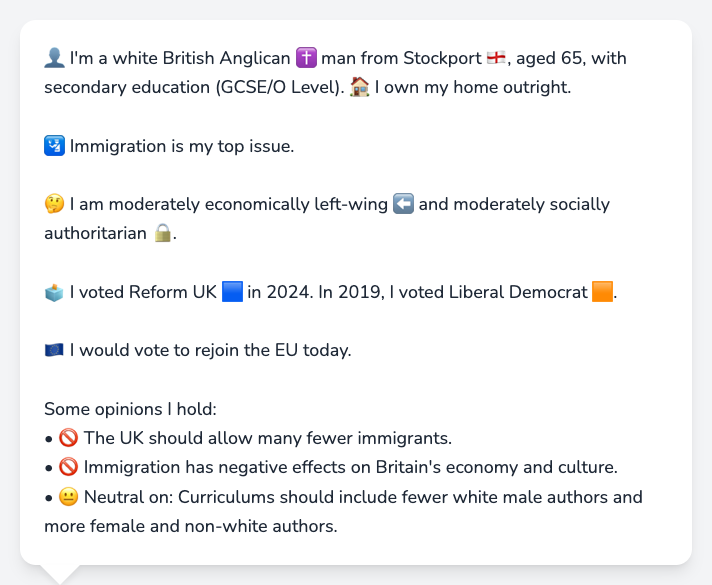 👤 I'm a white British Anglican ✝️ man from Stockport 🏴󠁧󠁢󠁥󠁮󠁧󠁿, aged 65, with
secondary education (GCSE/O Level). 🏠 I own my home outright.
🛂 Immigration is my top issue.
🤔 I am moderately economically left-wing ⬅️ and moderately socially
authoritarian 🔒.
🗳️ I voted Reform UK 🟦 in 2024. In 2019, I voted Liberal Democrat 🟧.
🇪🇺 I would vote to rejoin the EU today.
Some opinions I hold:
• 🚫 The UK should allow many fewer immigrants.
• 🚫 Immigration has negative effects on Britain's economy and culture.
• 😐 Neutral on: Curriculums should include fewer white male authors and
more female and non-white authors.